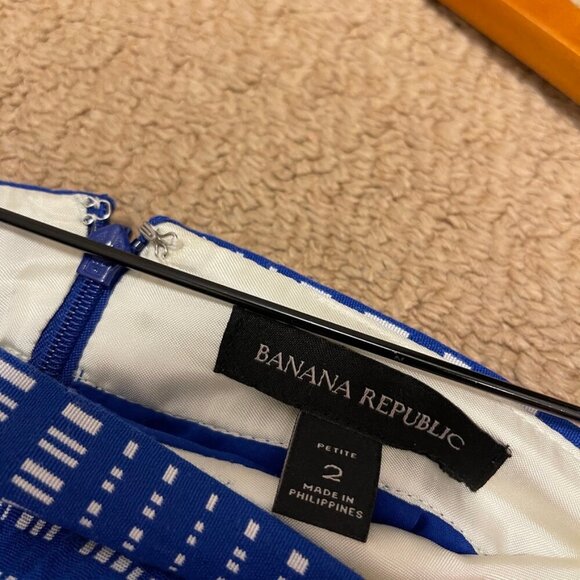 BANANA REPUBLIC
PETITE
2
MADE IN
PHILIPPINES